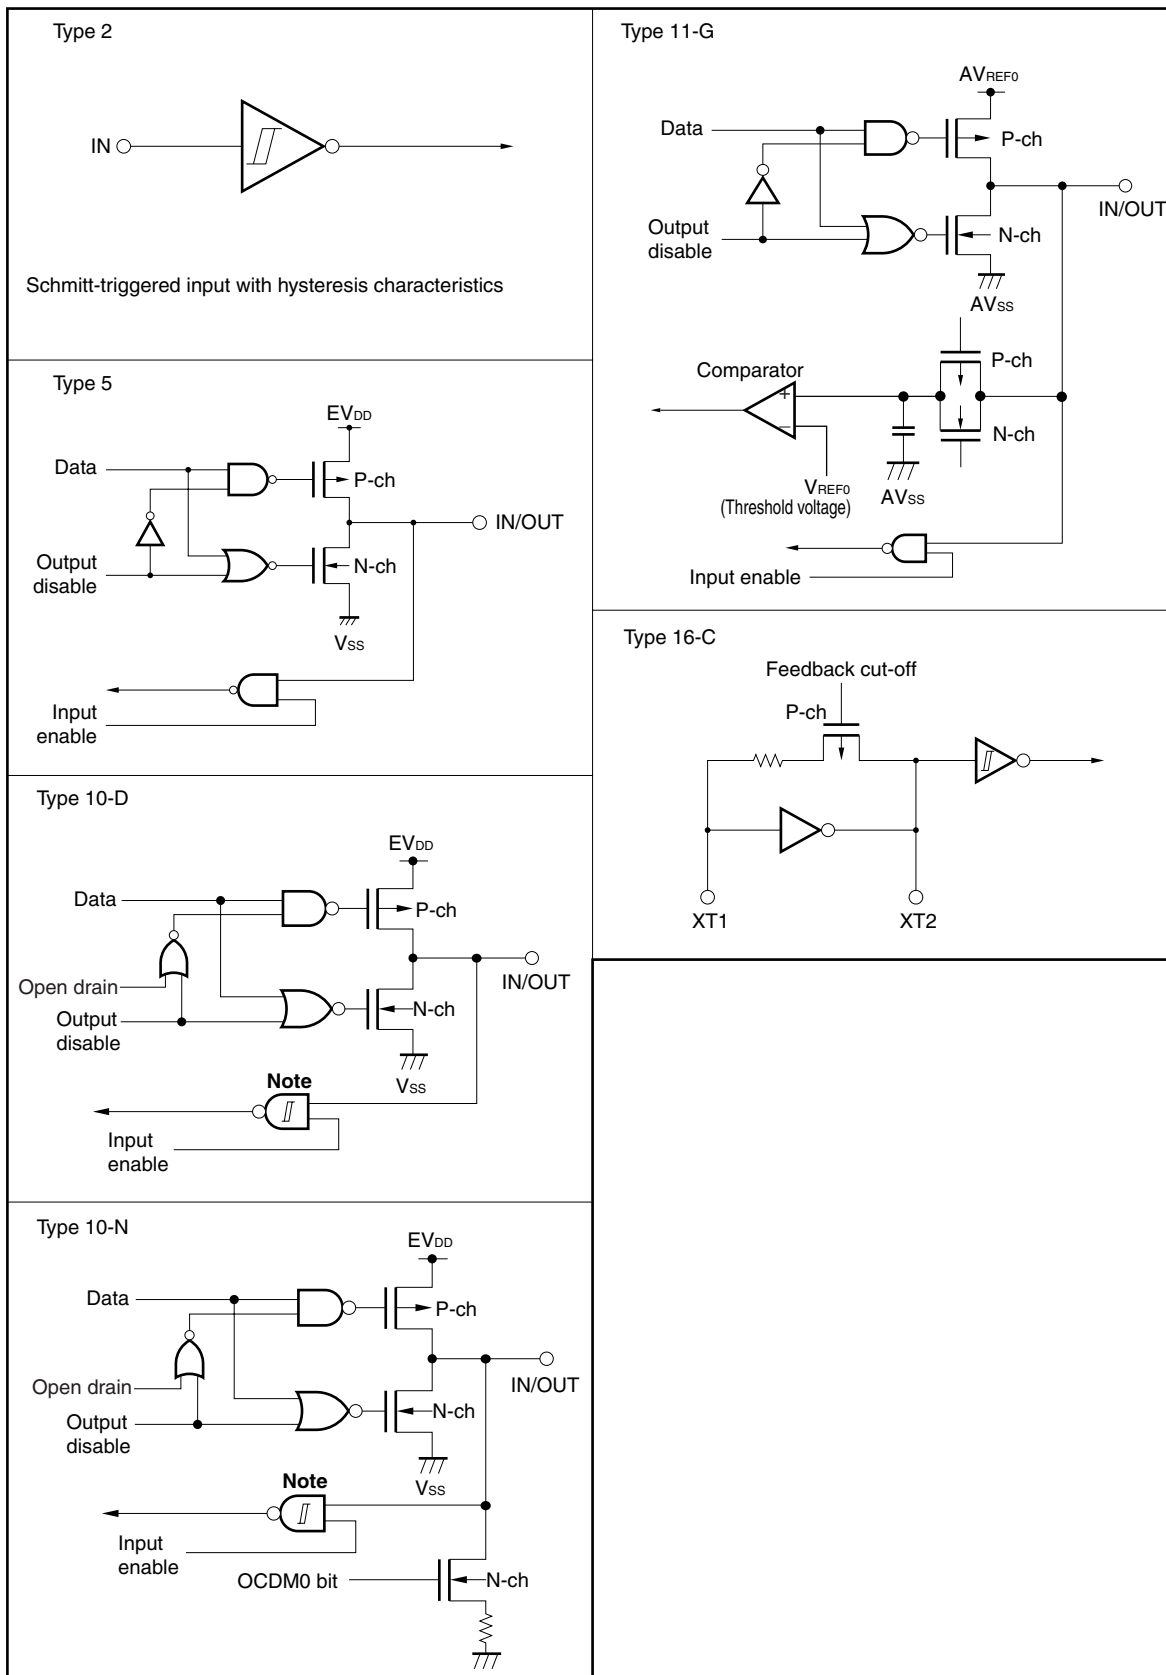 Type 2
IN
Schmitt-triggered input with hysteresis characteristics
Type 5
EVDD
Data
P-ch
IN/OUT
Output
disable
N-ch
VSS
Input
enable
Type 10-D
EVDD
Data
P-ch
IN/OUT
Open drain
Output
disable
N-ch
VSS
Note
Input
enable
Type 10-N
EVDD
Data
P-ch
IN/OUT
Open drain
Output
disable
N-ch
VSS
Note
Input
enable
OCDM0 bit
N-ch
Type 11-G
AVREF0
Data
P-ch
IN/OUT
Output
disable
N-ch
AVSS
P-ch
Comparator
+
−
N-ch
AVSS
VREF0
(Threshold voltage)
Input enable
Type 16-C
Feedback cut-off
P-ch
XT1
XT2